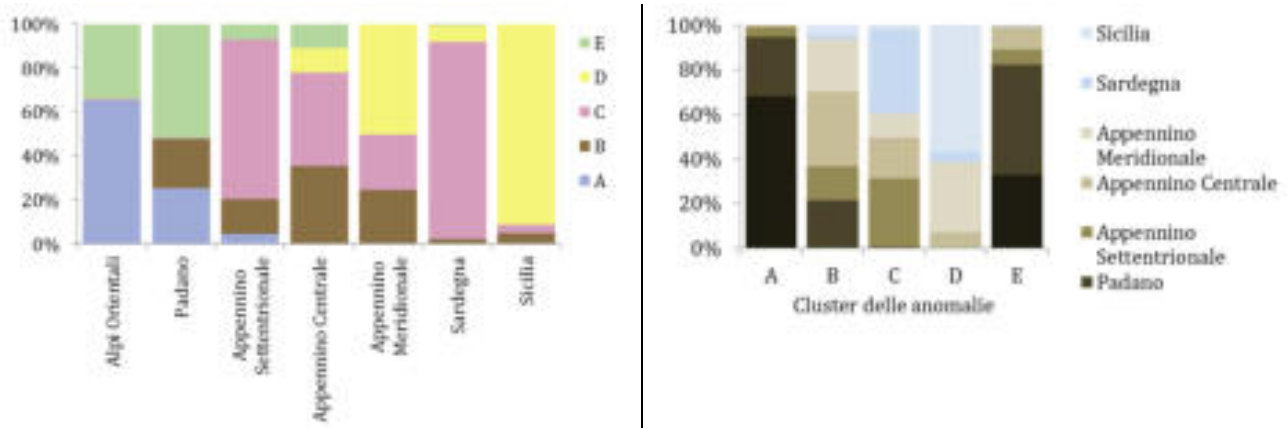 100%
80%
60%
40%
20%
0%
E
D
C
B
A
Alpi Orientali
Padano
Appennino
Settentrionale
Appennino Centrale
Appennino
Meridionale
Sardegna
Sicilia
100%
80%
60%
40%
20%
0%
A B C D E
Cluster delle anomalie
Sicilia
Sardegna
Appennino
Meridionale
Appennino Centrale
Appennino
Settentrionale
Padano